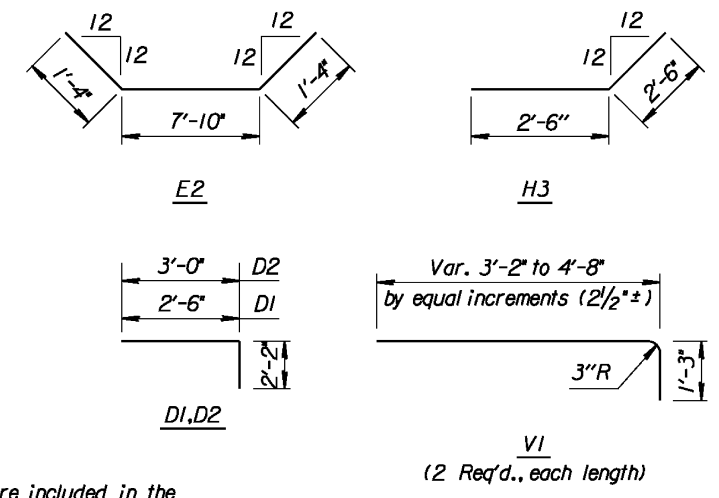 12
12
12
12
1'-4"
7'-10"
1'-4"
E2
12
12
2'-6"
2'-6"
H3
3'-0" D2
2'-6" D1
2'-2"
D1,D2
Var. 3'-2" to 4'-8"
by equal increments (2 1/2"±)
3"R
1'-3"
V1
(2 Req'd., each length)
re included in the